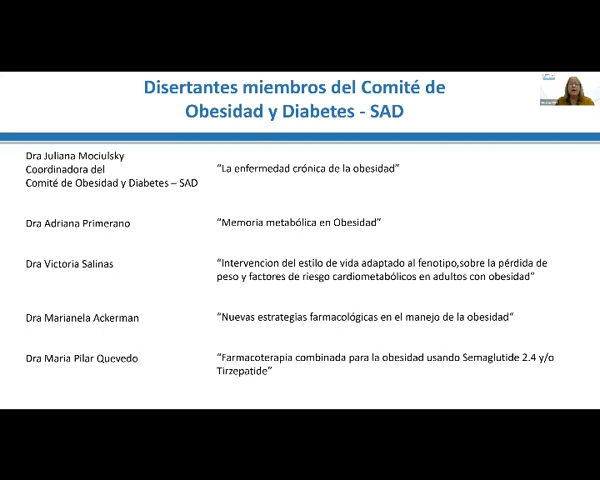 Disertantes miembros del Comité de
Obesidad y Diabetes - SAD
Dra Juliana Mociulsky
Coordinadora del
Comité de Obesidad y Diabetes – SAD
“La enfermedad crónica de la obesidad”
Dra Adriana Primerano
“Memoria metabólica en Obesidad”
Dra Victoria Salinas
“Intervencion del estilo de vida adaptado al fenotipo,sobre la pérdida de
peso y factores de riesgo cardiometabólicos en adultos con obesidad”
Dra Marianela Ackerman
“Nuevas estrategias farmacológicas en el manejo de la obesidad“
Dra Maria Pilar Quevedo
“Farmacoterapia combinada para la obesidad usando Semaglutide 2.4 y/o
Tirzepatide”